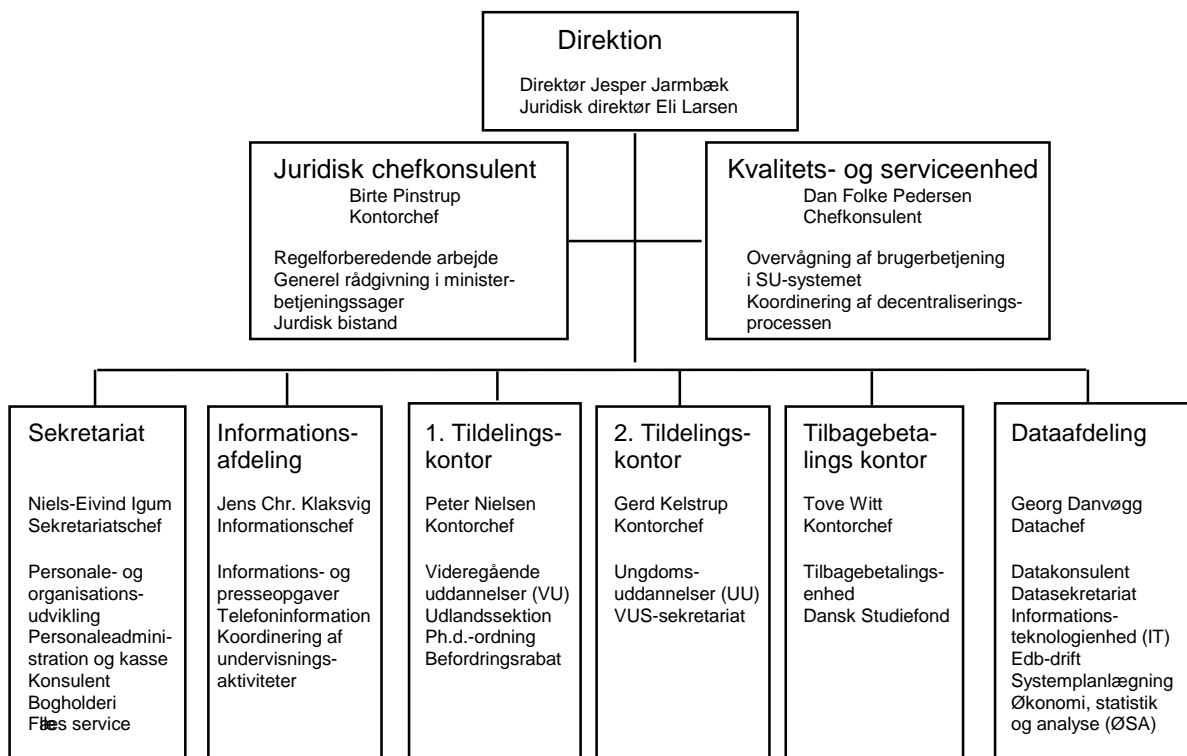 Direktion
Direktør Jesper Jarmbæk
Juridisk direktør Eli Larsen
Juridisk chefkonsulent
Birte Pinstrup
Kontorchef
Regelforberedende arbejde
Generel rådgivning i minister-
betjeningssager
Jurdisk bistand
Kvalitets- og serviceenhed
Dan Folke Pedersen
Chefkonsulent
Overvågning af brugerbetjening
i SU-systemet
Koordinering af decentraliserings-
processen
Sekretariat
Niels-Eivind Igum
Sekretariatschef
Personale- og
organisations-
udvikling
Personaleadmini-
stration og kasse
Konsulent
Bogholderi
Fælles service
Informations-
afdeling
Jens Chr. Klaksvig
Informationschef
Informations- og
presseopgaver
Telefoninformation
Koordinering af
undervisnings-
aktiviteter
1. Tildelings-
kontor
Peter Nielsen
Kontorchef
Videregående
uddannelser (VU)
Udlandssektion
Ph.d.-ordning
Befordringsrabat
2. Tildelings-
kontor
Gerd Kelstrup
Kontorchef
Ungdoms-
uddannelser (UU)
VUS-sekretariat
Tilbagebeta-
lings kontor
Tove Witt
Kontorchef
Tilbagebetalings-
enhed
Dansk Studiefond
Dataafdeling
Georg Danvøgg
Datachef
Datakonsulent
Datasekretariat
Informations-
teknologienhed (IT)
Edb-drift
Systemplanlægning
Økonomi, statistik
og analyse (ØSA)